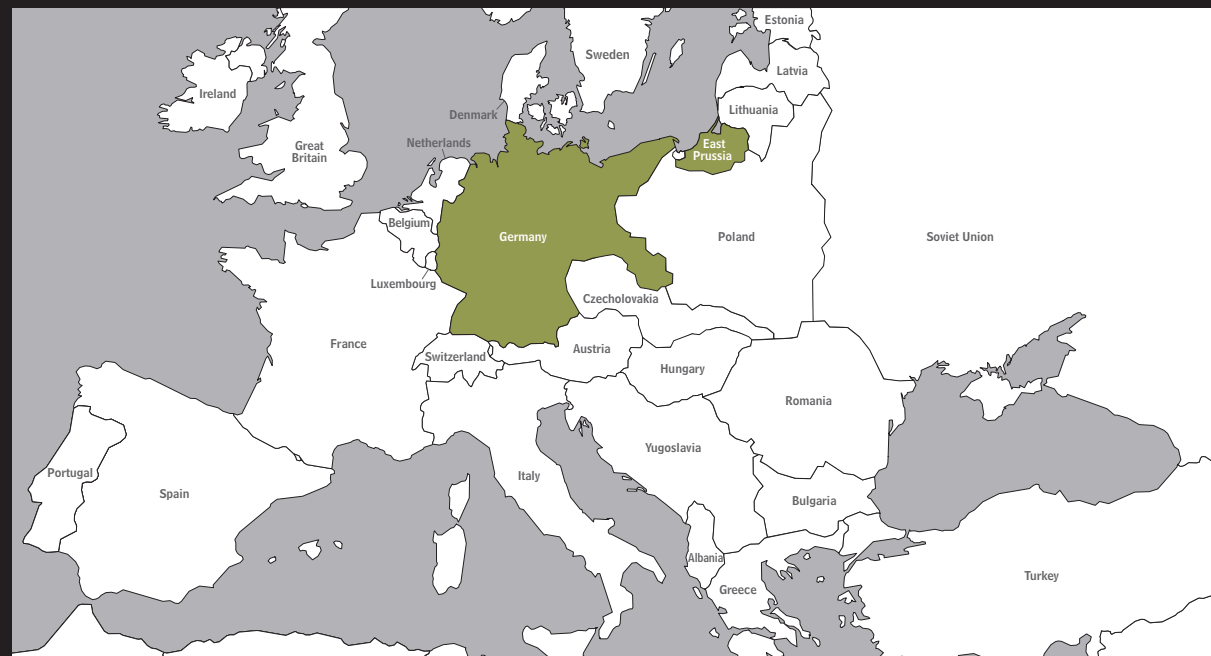 Estonia
Sweden
Latvia
Ireland
Lithuania
Denmark
Netherlands
Great
Britain
East
Prussia
Belgium
Germany
Poland
Soviet Union
Luxembourg
Czecholovakia
France
Switzerland
Austria
Hungary
Romania
Yugoslavia
Portugal
Spain
Italy
Bulgaria
Albania
Greece
Turkey